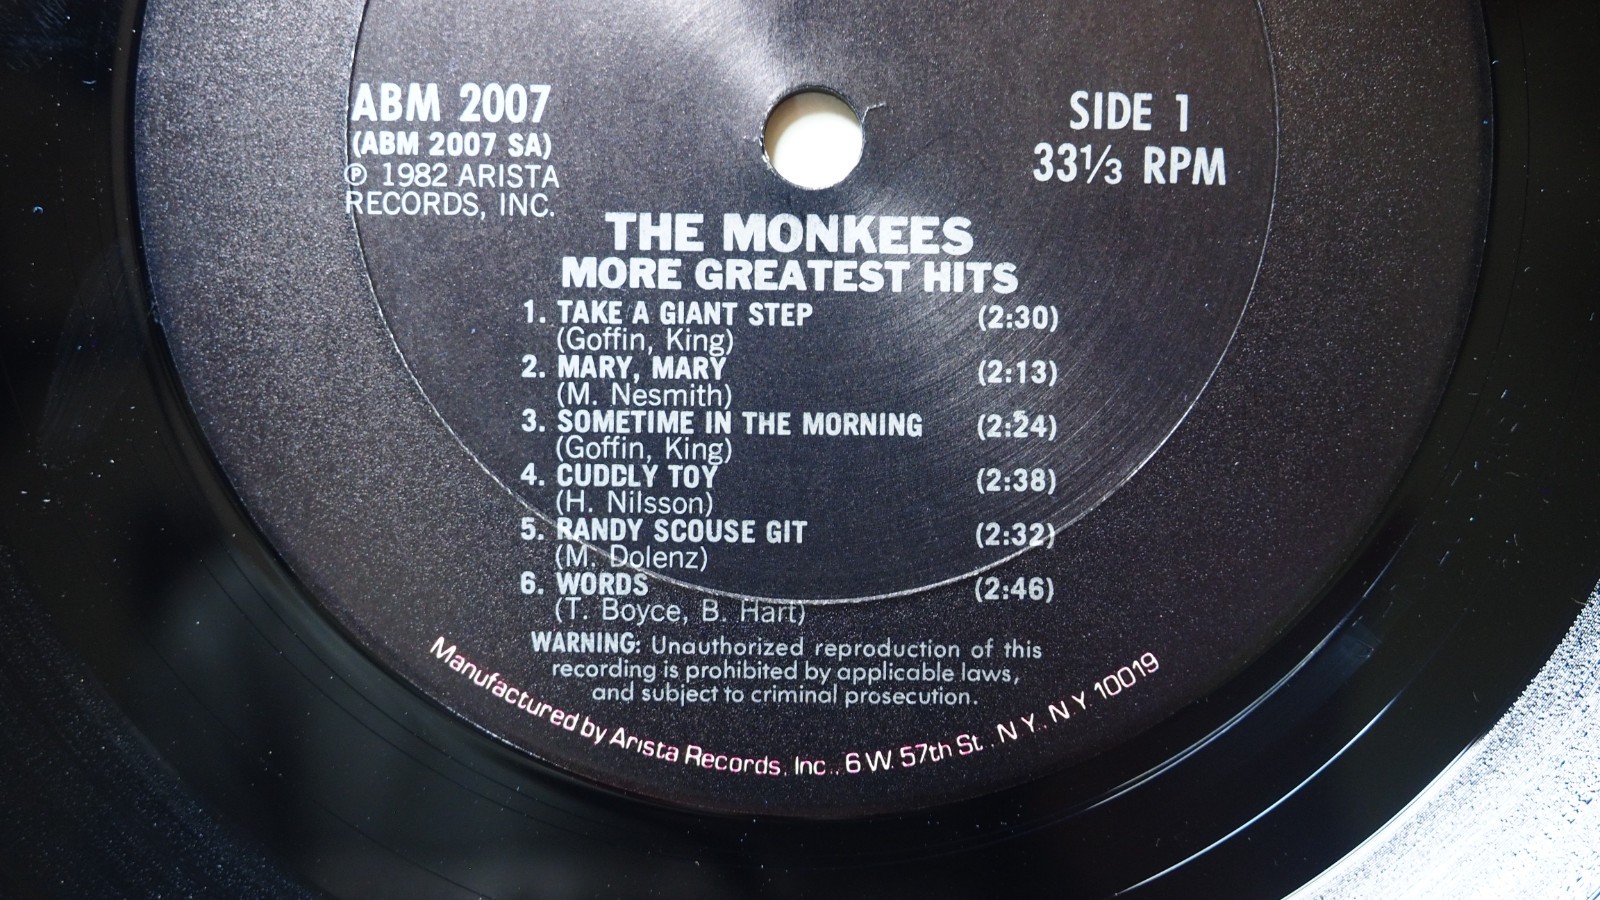 ABM 2007
(ABM 2007 SA)
℗ 1982 ARISTA
RECORDS, INC.
SIDE 1
33⅓ RPM
THE MONKEES
MORE GREATEST HITS
1. TAKE A GIANT STEP (2:30)
(Goffin, King)
2. MARY, MARY (2:13)
(M. Nesmith)
3. SOMETIME IN THE MORNING (2:24)
(Goffin, King)
4. CUDDLY TOY (2:38)
(H. Nilsson)
5. RANDY SCOUSE GIT (2:32)
(M. Dolenz)
6. WORDS (2:46)
(T. Boyce, B. Hart)
WARNING: Unauthorized reproduction of this
recording is prohibited by applicable laws,
and subject to criminal prosecution.
Manufactured by Arista Records, Inc., 6 W. 57th St., N.Y., N.Y. 10019